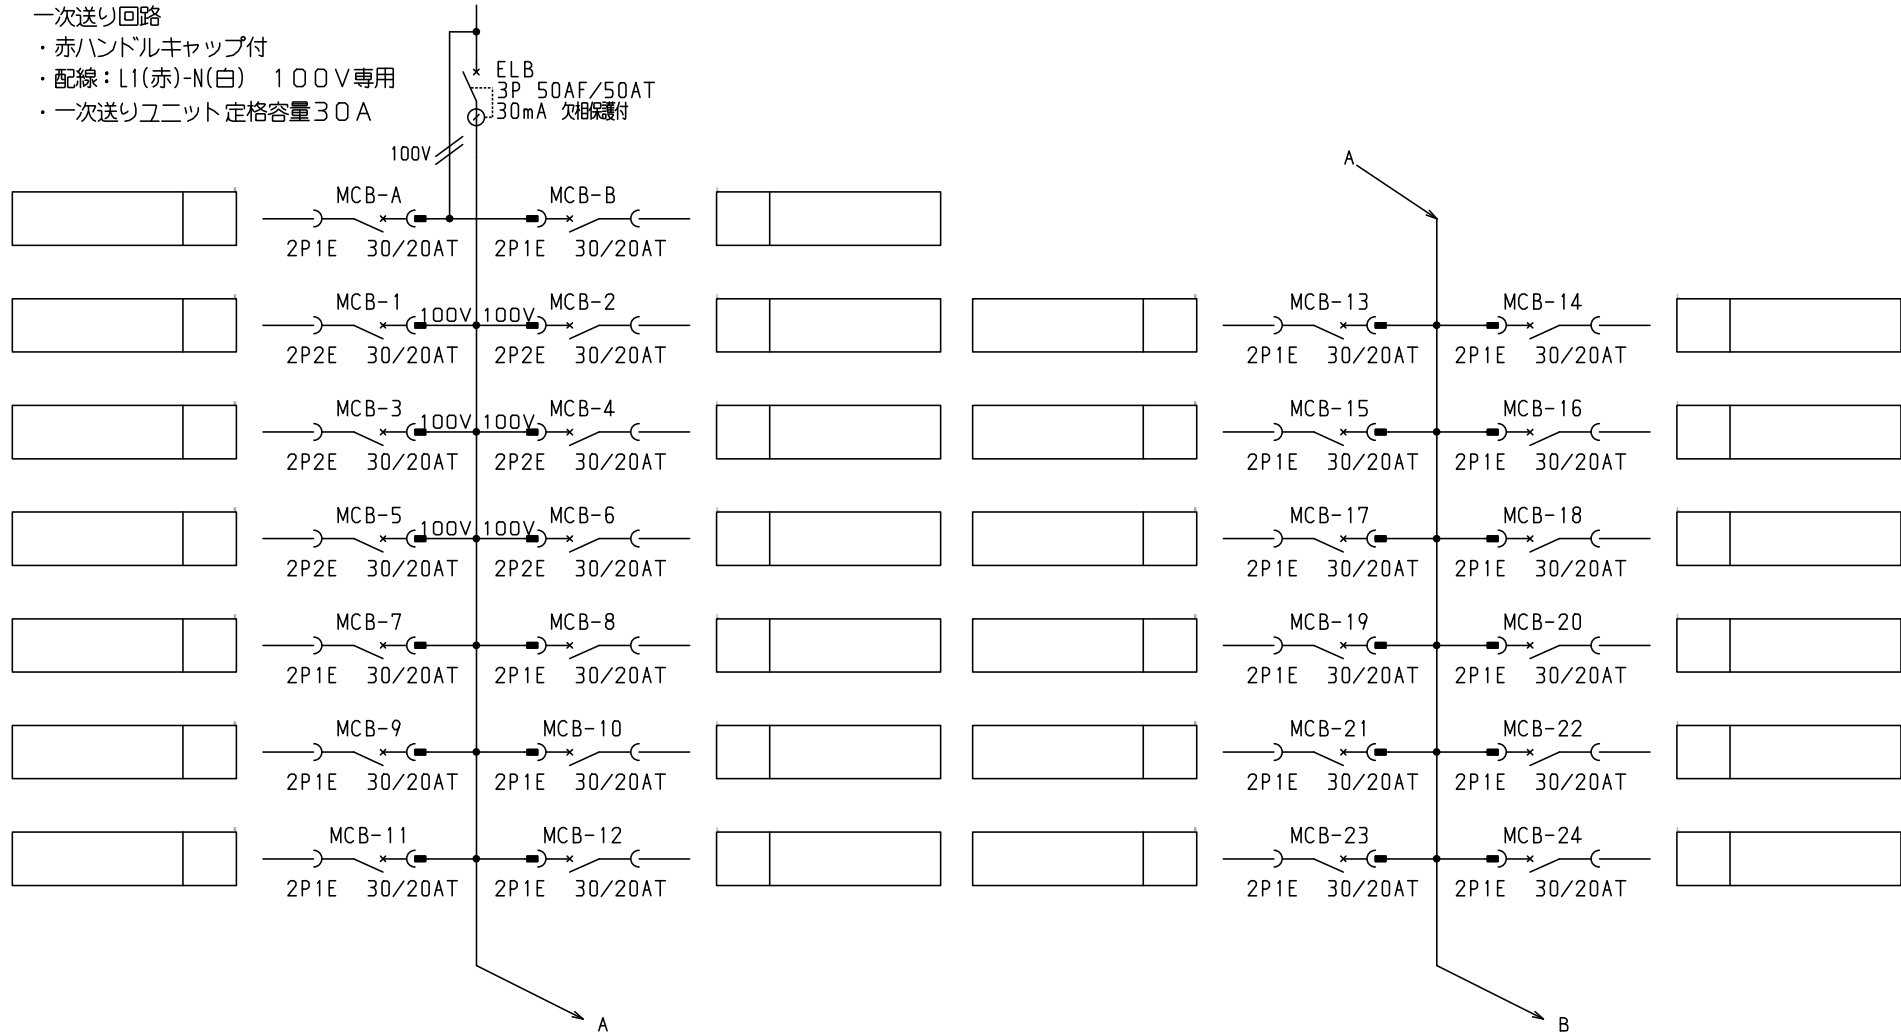 一次送り回路
・赤ハンドルキャップ付
・配線：L1(赤)-N(白)　１００Ｖ専用
・一次送りユニット定格容量３０Ａ
ELB
3P 50AF/50AT
30mA 欠相保護付
100V
MCB-A MCB-B
2P1E 30/20AT 2P1E 30/20AT
MCB-1 100V 100V MCB-2
2P2E 30/20AT 2P2E 30/20AT
MCB-3 100V 100V MCB-4
2P2E 30/20AT 2P2E 30/20AT
MCB-5 100V 100V MCB-6
2P2E 30/20AT 2P2E 30/20AT
MCB-7 MCB-8
2P1E 30/20AT 2P1E 30/20AT
MCB-9 MCB-10
2P1E 30/20AT 2P1E 30/20AT
MCB-11 MCB-12
2P1E 30/20AT 2P1E 30/20AT
A
A
MCB-13 MCB-14
2P1E 30/20AT 2P1E 30/20AT
MCB-15 MCB-16
2P1E 30/20AT 2P1E 30/20AT
MCB-17 MCB-18
2P1E 30/20AT 2P1E 30/20AT
MCB-19 MCB-20
2P1E 30/20AT 2P1E 30/20AT
MCB-21 MCB-22
2P1E 30/20AT 2P1E 30/20AT
MCB-23 MCB-24
2P1E 30/20AT 2P1E 30/20AT
B